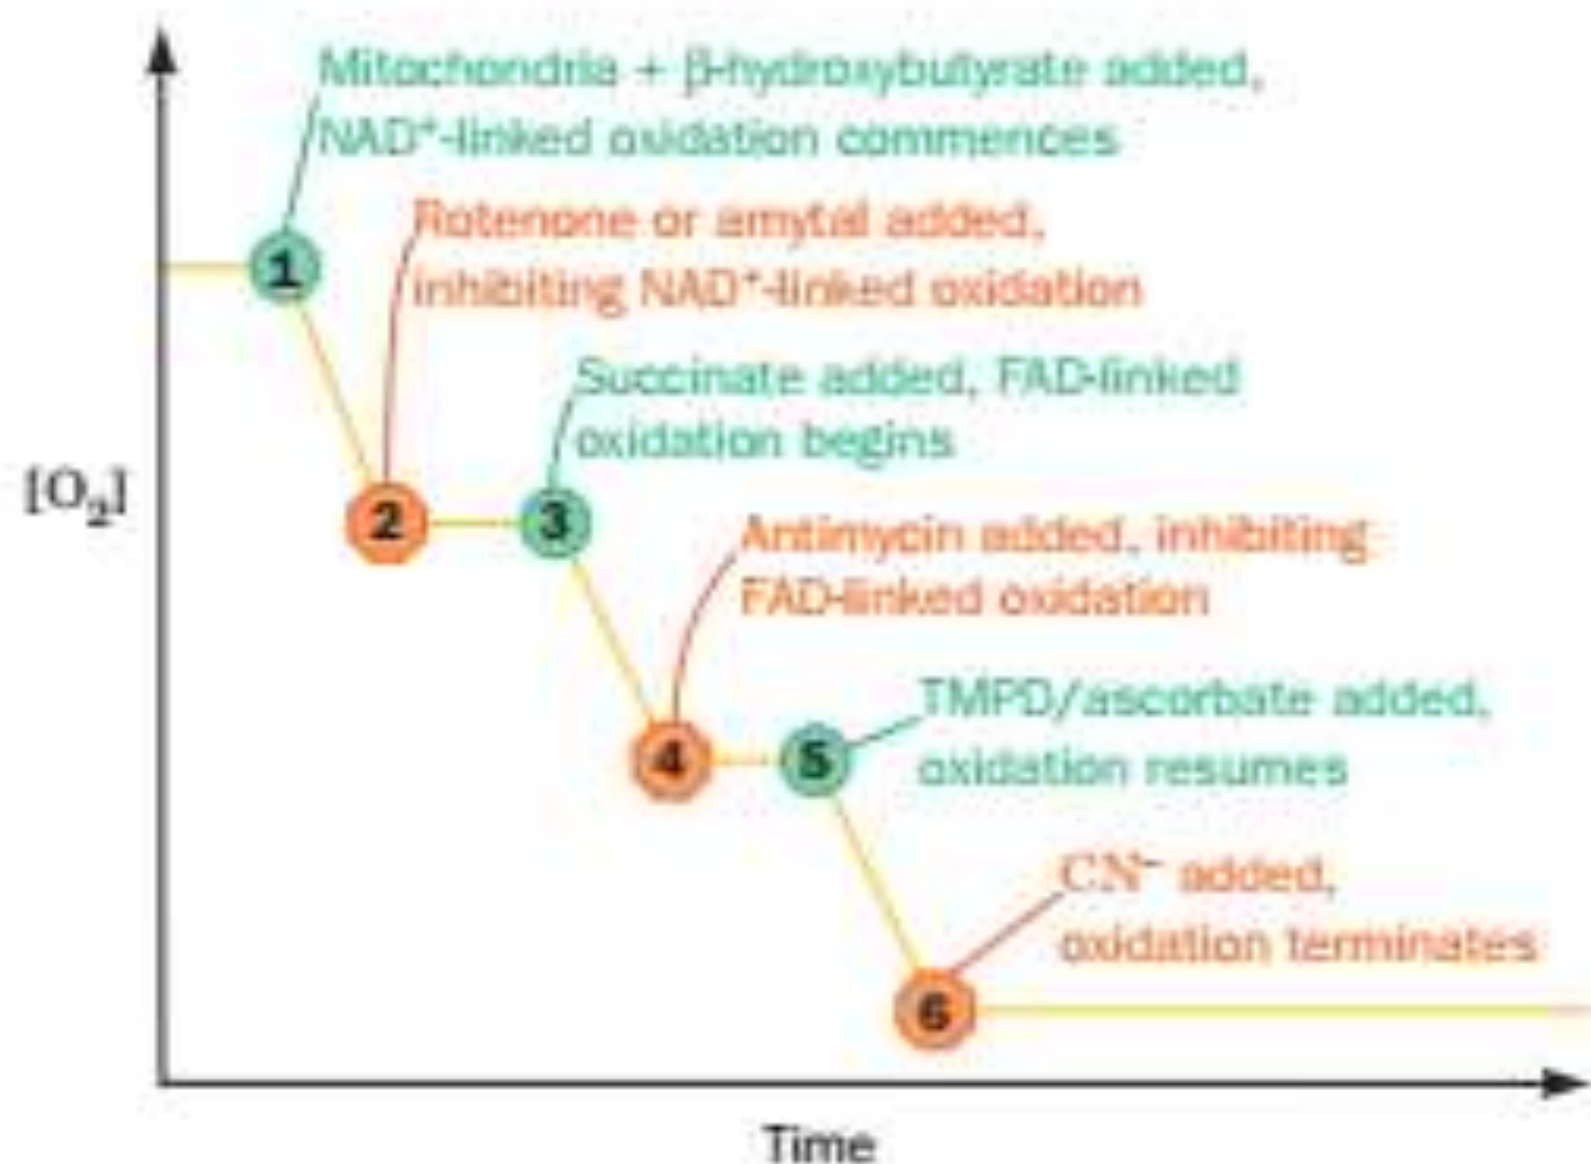 Mitochondria + β-hydroxybutyrate added,
NAD⁺-linked oxidation commences
1
Rotenone or amytal added,
inhibiting NAD⁺-linked oxidation
Succinate added, FAD-linked
oxidation begins
[O₂]
2
3
Antimycin added, inhibiting
FAD-linked oxidation
TMPD/ascorbate added,
oxidation resumes
4
5
CN⁻ added,
oxidation terminates
6
Time